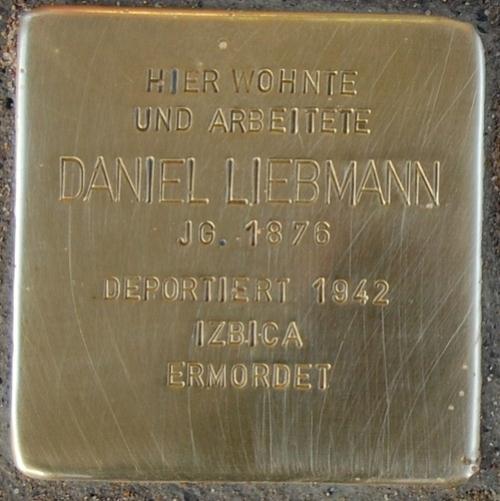 HIER WOHNTE
UND ARBEITETE
DANIEL LIEBMANN
JG. 1876
DEPORTIERT 1942
IZBICA
ERMORDET